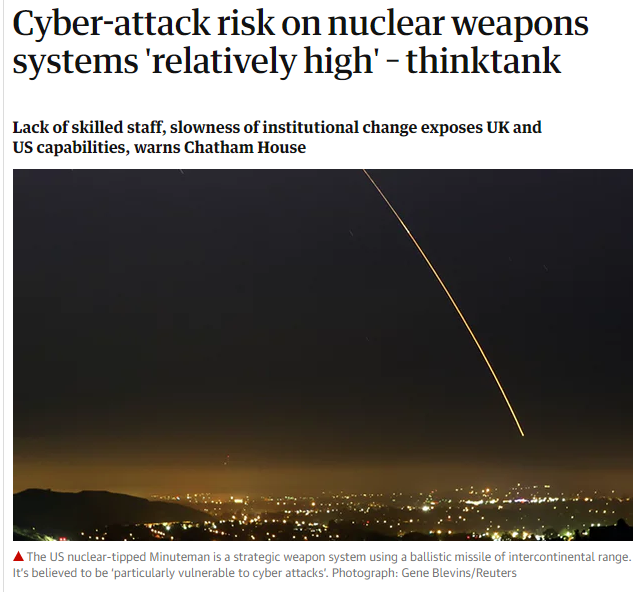 Cyber-attack risk on nuclear weapons
systems 'relatively high' – thinktank
Lack of skilled staff, slowness of institutional change exposes UK and
US capabilities, warns Chatham House
The US nuclear-tipped Minuteman is a strategic weapon system using a ballistic missile of intercontinental range.
It's believed to be 'particularly vulnerable to cyber attacks'. Photograph: Gene Blevins/Reuters